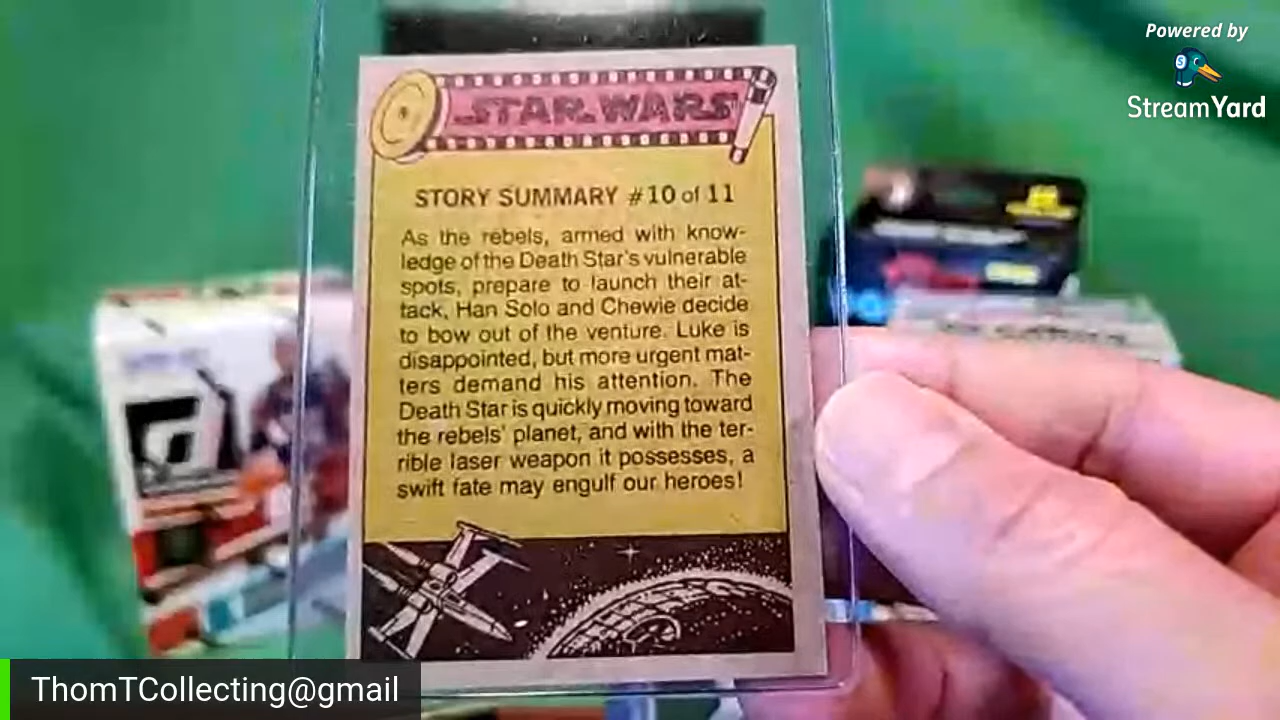 Powered by
StreamYard
STAR WARS
STORY SUMMARY #10 of 11
As the rebels, armed with know-
ledge of the Death Star's vulnerable
spots, prepare to launch their at-
tack, Han Solo and Chewie decide
to bow out of the venture. Luke is
disappointed, but more urgent mat-
ters demand his attention. The
Death Star is quickly moving toward
the rebels' planet, and with the ter-
rible laser weapon it possesses, a
swift fate may engulf our heroes!
ThomTCollecting@gmail